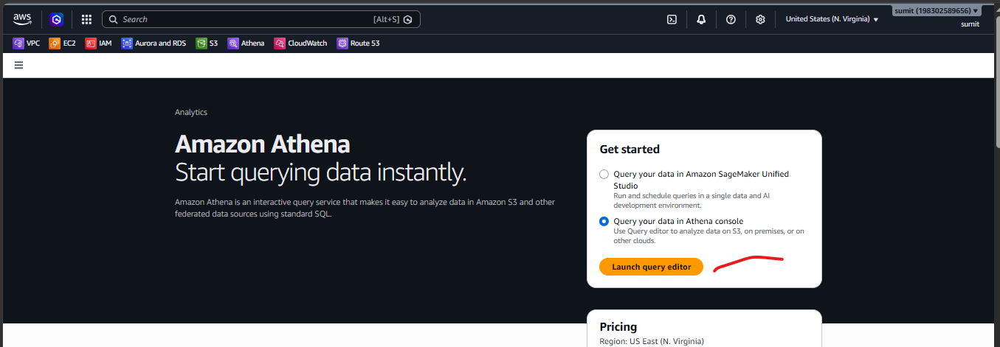 aws
Search
[Alt+S]
United States (N. Virginia)
sumit (198302589656)
sumit
VPC
EC2
IAM
Aurora and RDS
S3
Athena
CloudWatch
Route 53
Analytics
Amazon Athena
Start querying data instantly.
Amazon Athena is an interactive query service that makes it easy to analyze data in Amazon S3 and other
federated data sources using standard SQL.
Get started
Query your data in Amazon SageMaker Unified
Studio
Run and schedule queries in a single data and AI
development environment.
Query your data in Athena console
Use Query editor to analyze data on S3, on premises, or on
other clouds.
Launch query editor
Pricing
Region: US East (N. Virginia)